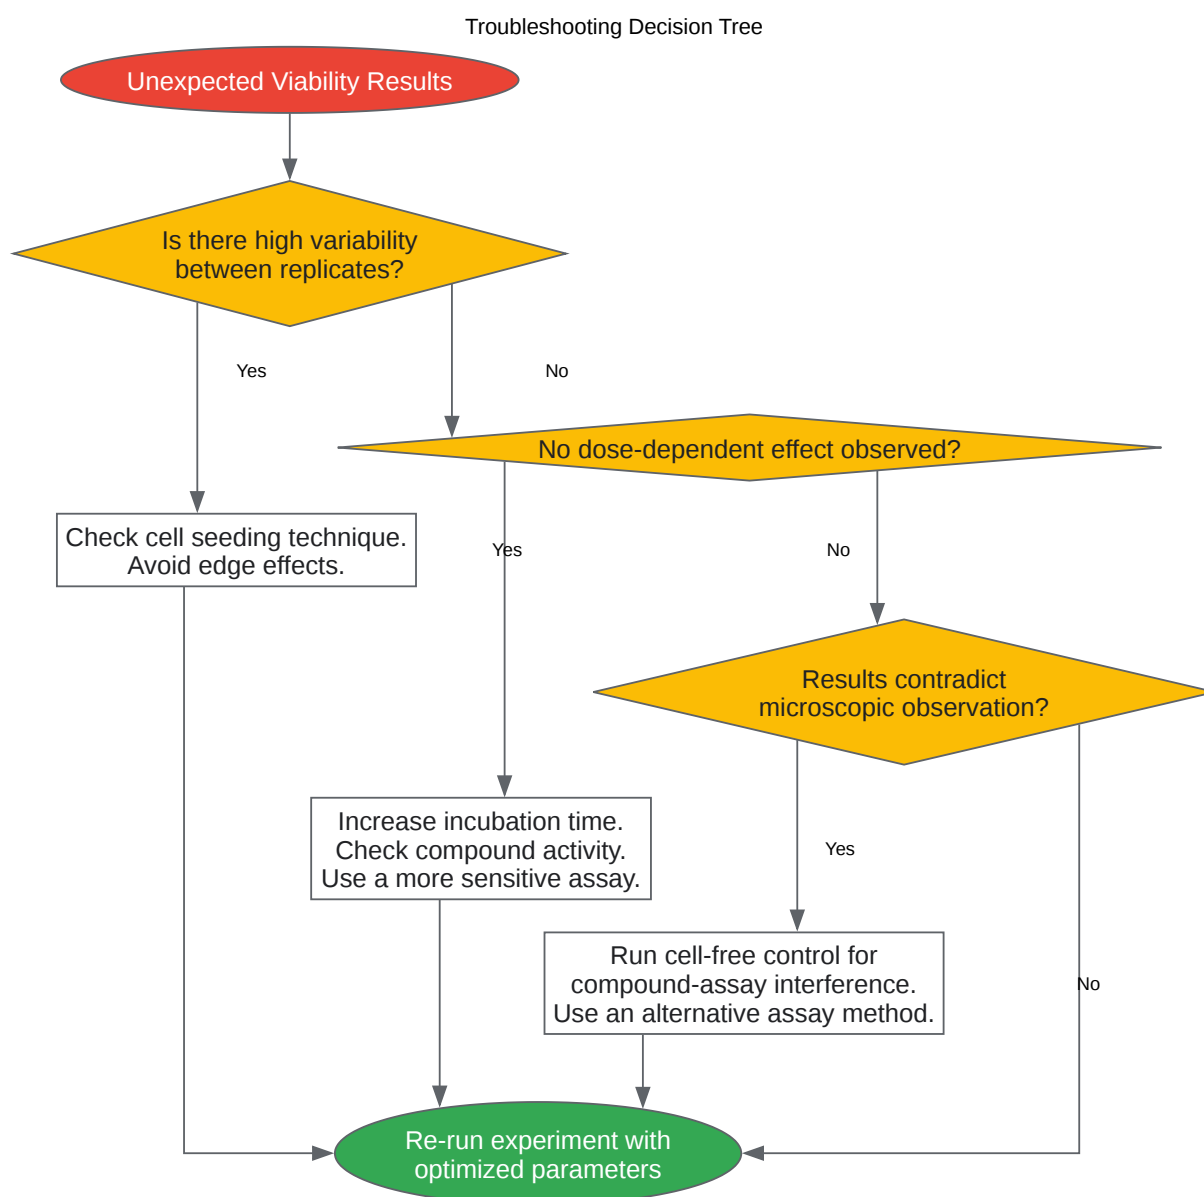 Troubleshooting Decision Tree
Unexpected Viability Results
Is there high variability
between replicates?
Yes
No
No dose-dependent effect observed?
Check cell seeding technique.
Avoid edge effects.
Yes
No
Results contradict
microscopic observation?
Increase incubation time.
Check compound activity.
Use a more sensitive assay.
Yes
Run cell-free control for
compound-assay interference.
Use an alternative assay method.
No
Re-run experiment with
optimized parameters